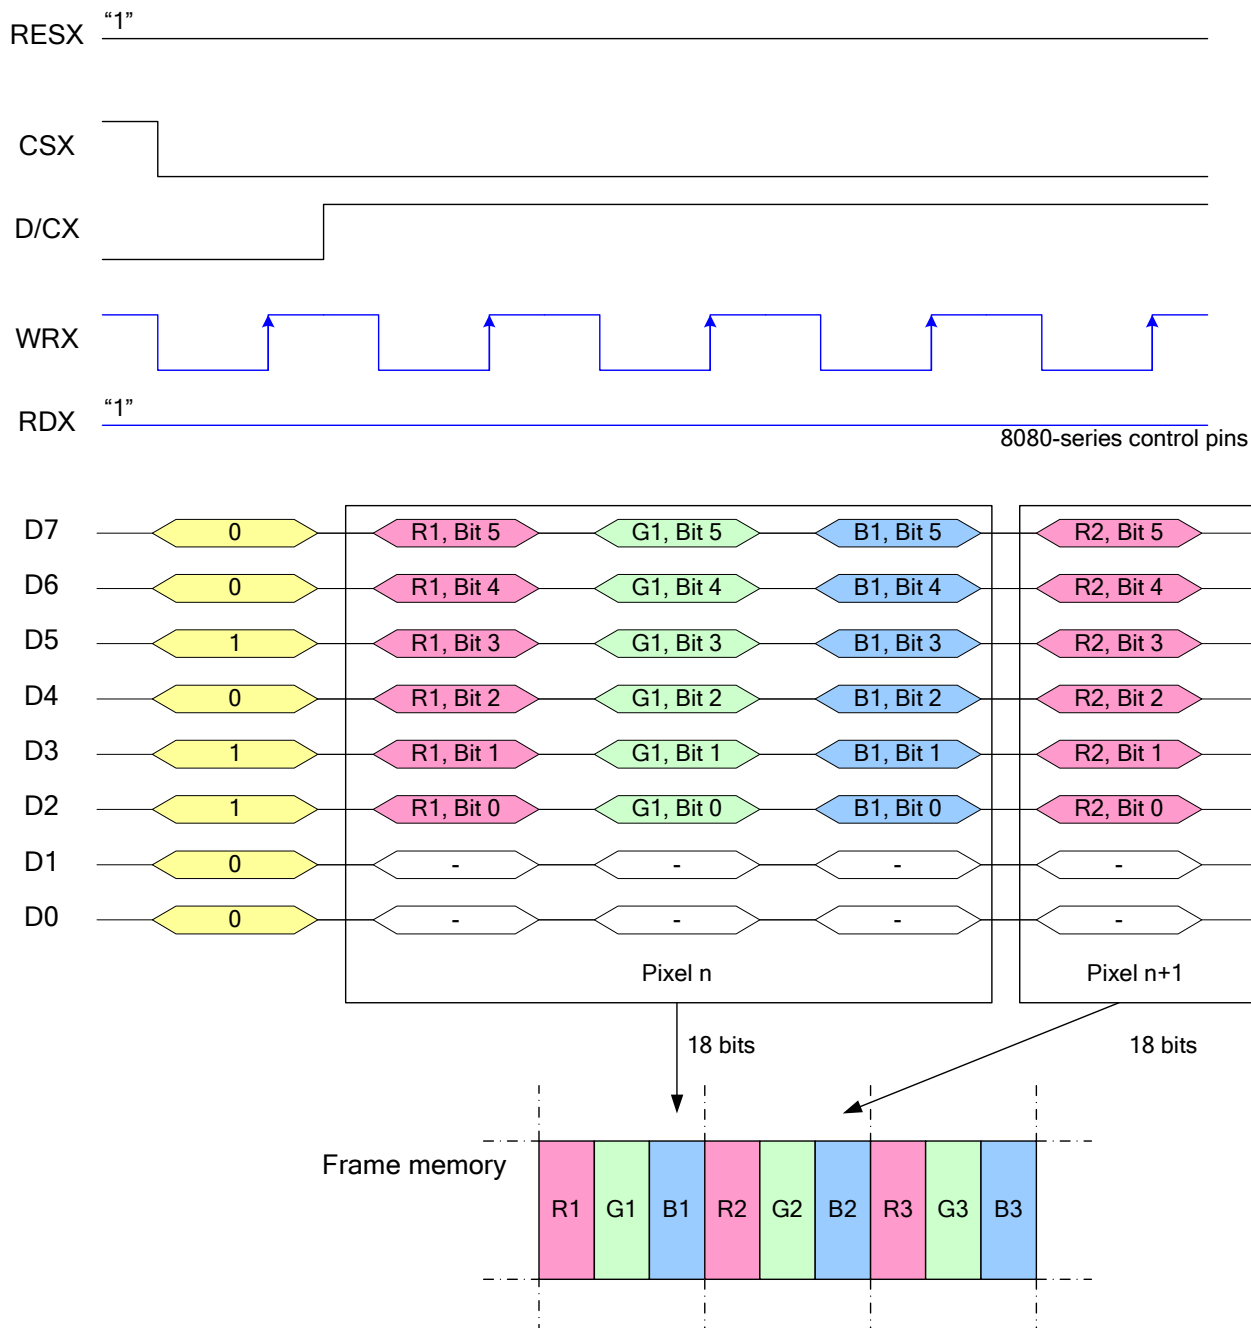 RESX “1”
CSX
D/CX
WRX
RDX “1”
8080-series control pins
D7 0 R1, Bit 5 G1, Bit 5 B1, Bit 5 R2, Bit 5
D6 0 R1, Bit 4 G1, Bit 4 B1, Bit 4 R2, Bit 4
D5 1 R1, Bit 3 G1, Bit 3 B1, Bit 3 R2, Bit 3
D4 0 R1, Bit 2 G1, Bit 2 B1, Bit 2 R2, Bit 2
D3 1 R1, Bit 1 G1, Bit 1 B1, Bit 1 R2, Bit 1
D2 1 R1, Bit 0 G1, Bit 0 B1, Bit 0 R2, Bit 0
D1 0 - - - -
D0 0 - - - -
Pixel n Pixel n+1
18 bits 18 bits
Frame memory
R1 G1 B1 R2 G2 B2 R3 G3 B3